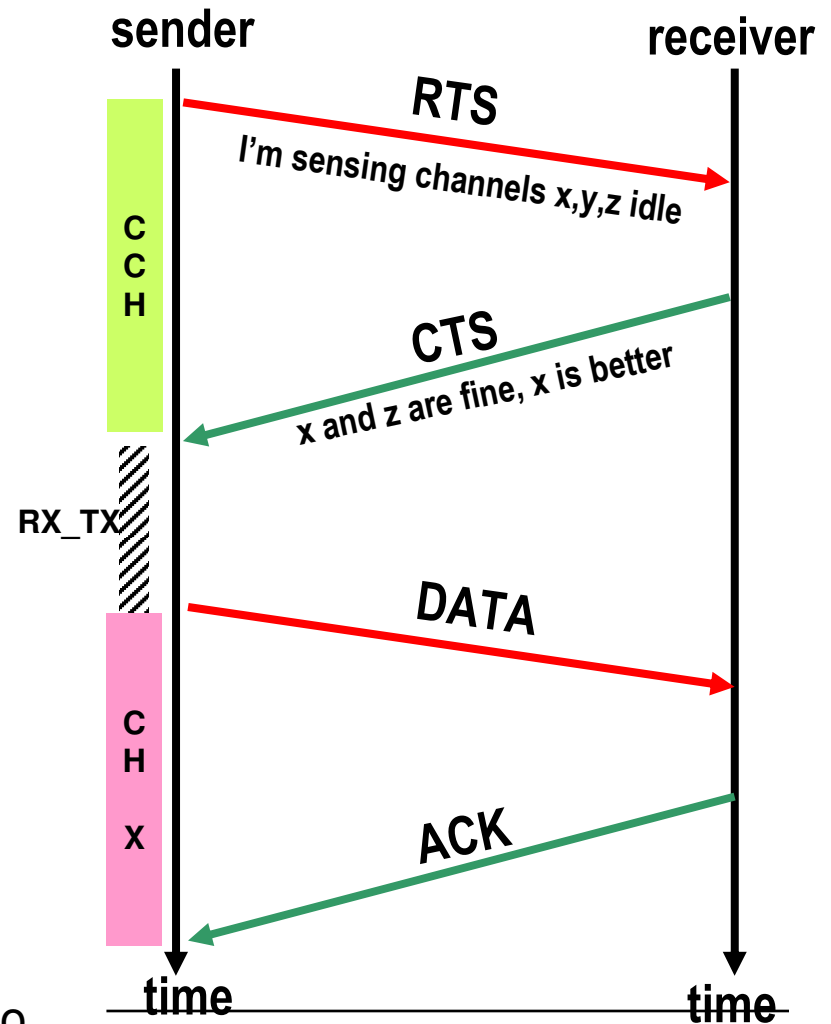 sender
receiver
RTS
I'm sensing channels x,y,z idle
C
C
H
CTS
x and z are fine, x is better
RX_TX
DATA
C
H
X
ACK
time
time